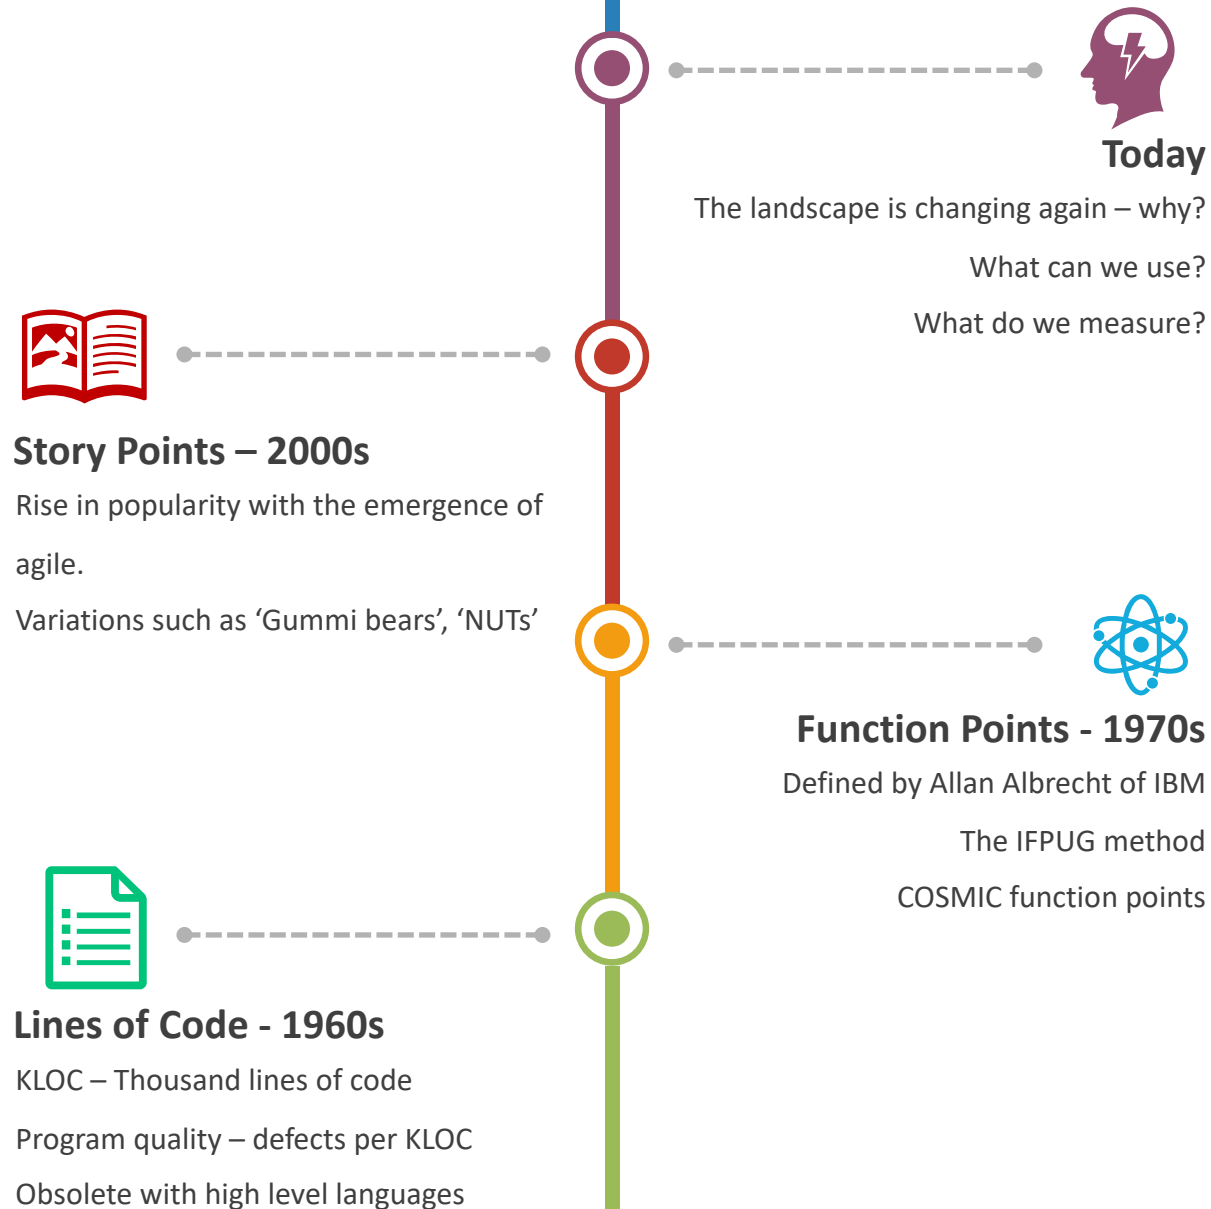 Today
The landscape is changing again – why?
What can we use?
What do we measure?
Story Points – 2000s
Rise in popularity with the emergence of
agile.
Variations such as ‘Gummi bears’, ‘NUTs’
Function Points - 1970s
Defined by Allan Albrecht of IBM
The IFPUG method
COSMIC function points
Lines of Code - 1960s
KLOC – Thousand lines of code
Program quality – defects per KLOC
Obsolete with high level languages